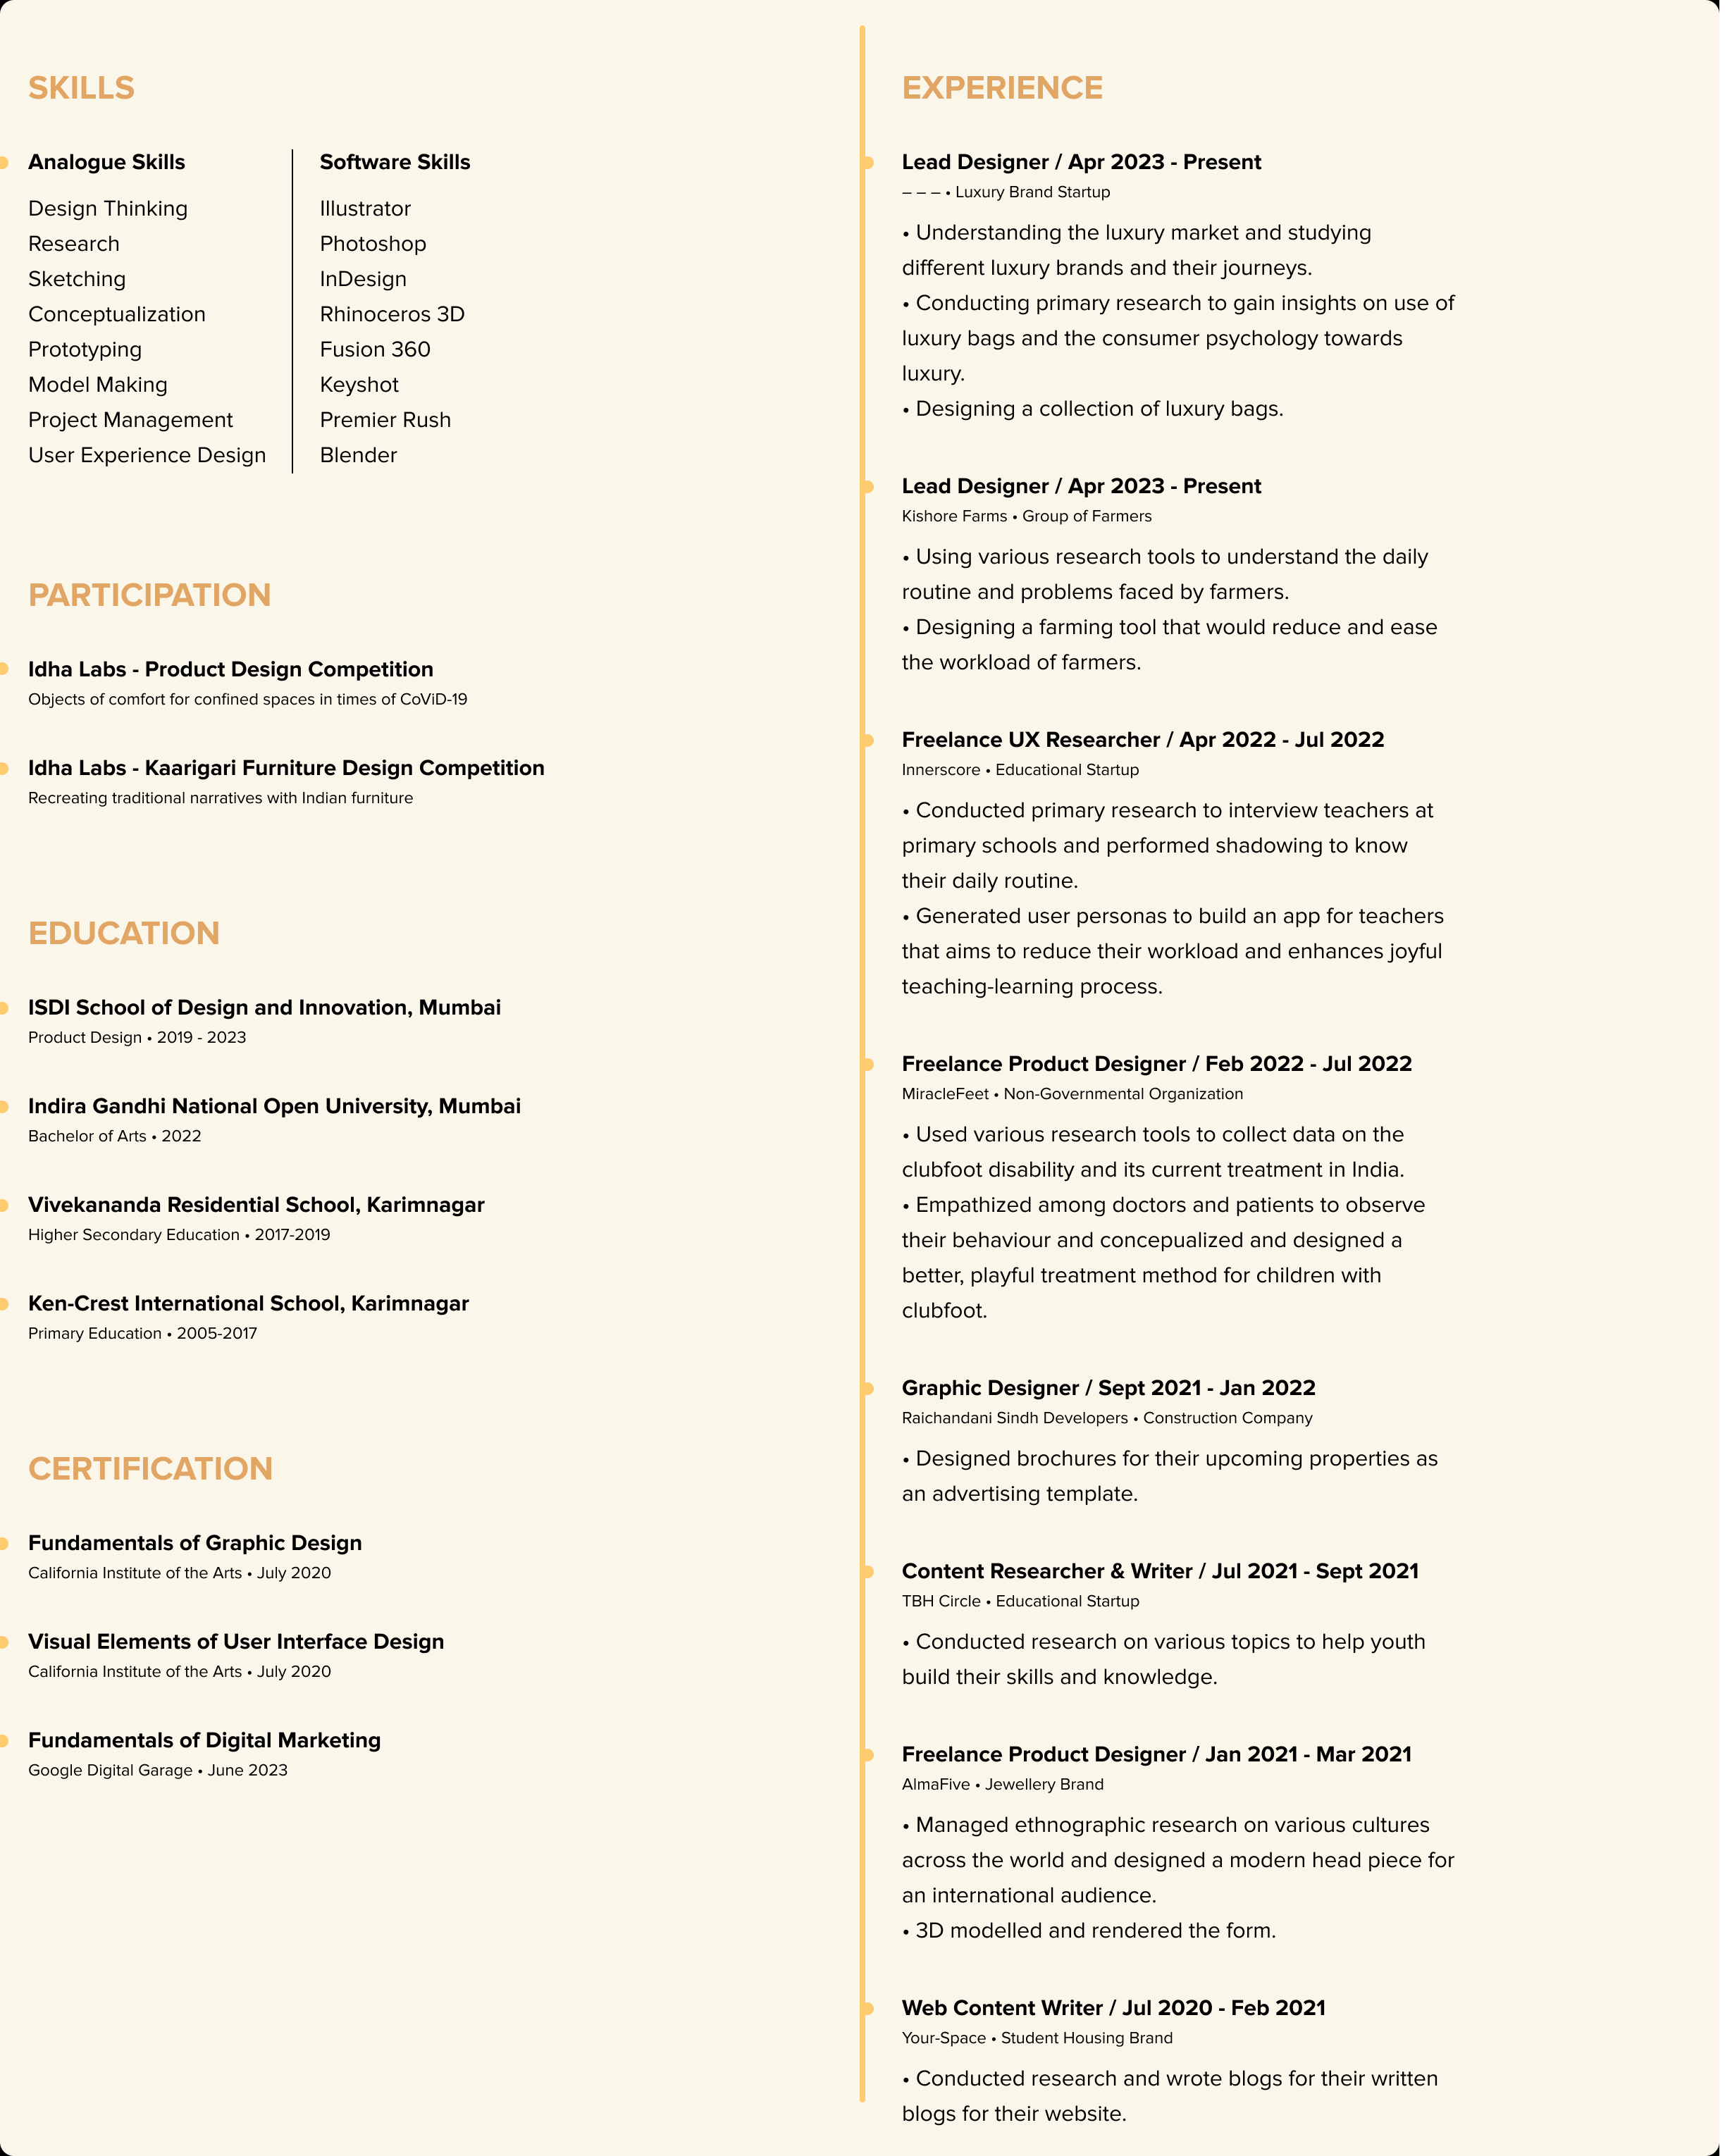 SKILLS
Analogue Skills
Design Thinking
Research
Sketching
Conceptualization
Prototyping
Model Making
Project Management
User Experience Design
Software Skills
Illustrator
Photoshop
InDesign
Rhinoceros 3D
Fusion 360
Keyshot
Premier Rush
Blender
PARTICIPATION
Idha Labs - Product Design Competition
Objects of comfort for confined spaces in times of CoViD-19
Idha Labs - Kaarigari Furniture Design Competition
Recreating traditional narratives with Indian furniture
EDUCATION
ISDI School of Design and Innovation, Mumbai
Product Design • 2019 - 2023
Indira Gandhi National Open University, Mumbai
Bachelor of Arts • 2022
Vivekananda Residential School, Karimnagar
Higher Secondary Education • 2017-2019
Ken-Crest International School, Karimnagar
Primary Education • 2005-2017
CERTIFICATION
Fundamentals of Graphic Design
California Institute of the Arts • July 2020
Visual Elements of User Interface Design
California Institute of the Arts • July 2020
Fundamentals of Digital Marketing
Google Digital Garage • June 2023
EXPERIENCE
Lead Designer / Apr 2023 - Present
– – – • Luxury Brand Startup
• Understanding the luxury market and studying
different luxury brands and their journeys.
• Conducting primary research to gain insights on use of
luxury bags and the consumer psychology towards
luxury.
• Designing a collection of luxury bags.
Lead Designer / Apr 2023 - Present
Kishore Farms • Group of Farmers
• Using various research tools to understand the daily
routine and problems faced by farmers.
• Designing a farming tool that would reduce and ease
the workload of farmers.
Freelance UX Researcher / Apr 2022 - Jul 2022
Innerscore • Educational Startup
• Conducted primary research to interview teachers at
primary schools and performed shadowing to know
their daily routine.
• Generated user personas to build an app for teachers
that aims to reduce their workload and enhances joyful
teaching-learning process.
Freelance Product Designer / Feb 2022 - Jul 2022
MiracleFeet • Non-Governmental Organization
• Used various research tools to collect data on the
clubfoot disability and its current treatment in India.
• Empathized among doctors and patients to observe
their behaviour and concepualized and designed a
better, playful treatment method for children with
clubfoot.
Graphic Designer / Sept 2021 - Jan 2022
Raichandani Sindh Developers • Construction Company
• Designed brochures for their upcoming properties as
an advertising template.
Content Researcher & Writer / Jul 2021 - Sept 2021
TBH Circle • Educational Startup
• Conducted research on various topics to help youth
build their skills and knowledge.
Freelance Product Designer / Jan 2021 - Mar 2021
AlmaFive • Jewellery Brand
• Managed ethnographic research on various cultures
across the world and designed a modern head piece for
an international audience.
• 3D modelled and rendered the form.
Web Content Writer / Jul 2020 - Feb 2021
Your-Space • Student Housing Brand
• Conducted research and wrote blogs for their written
blogs for their website.